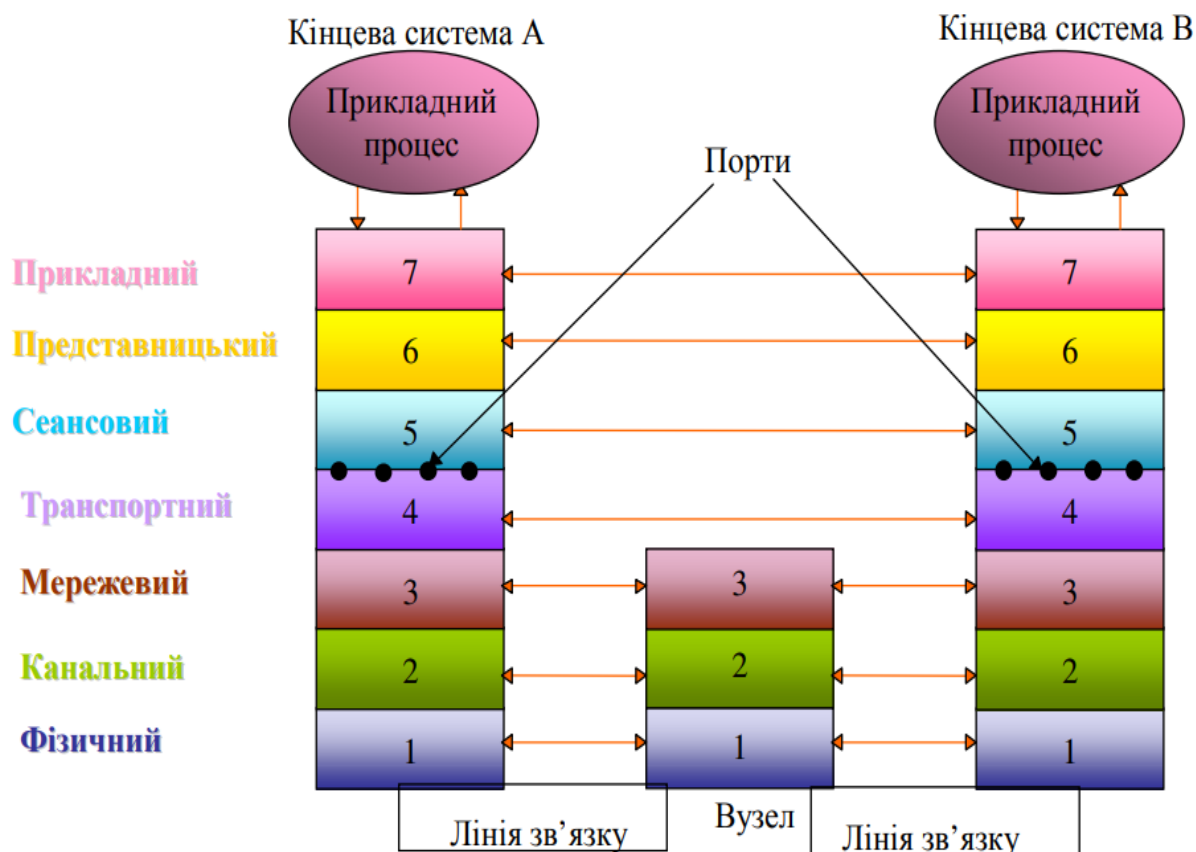 Кінцева система A
Кінцева система B
Прикладний
процес
Прикладний
процес
Порти
Прикладний 7 7
Представницький 6 6
Сеансовий 5 5
Транспортний 4 4
Мережевий 3 3 3
Канальний 2 2 2
Фізичний 1 1 1
Лінія зв’язку
Вузел
Лінія зв’язку